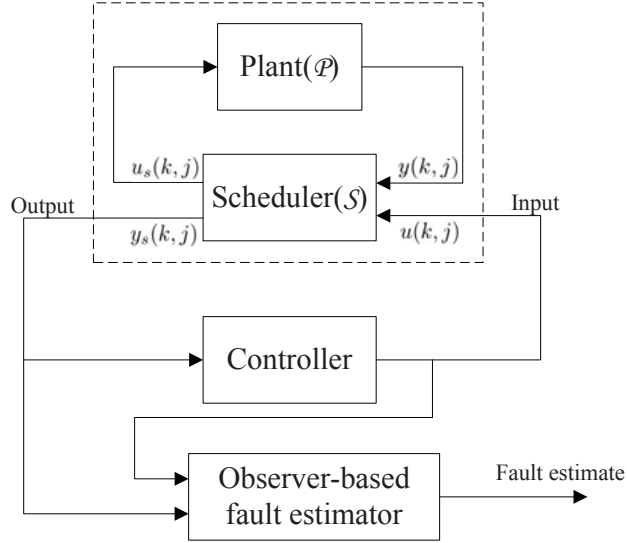 Plant(𝒫)
u_s(k, j)
y(k, j)
Scheduler(𝒮)
Output
Input
y_s(k, j)
u(k, j)
Controller
Observer-based
fault estimator
Fault estimate